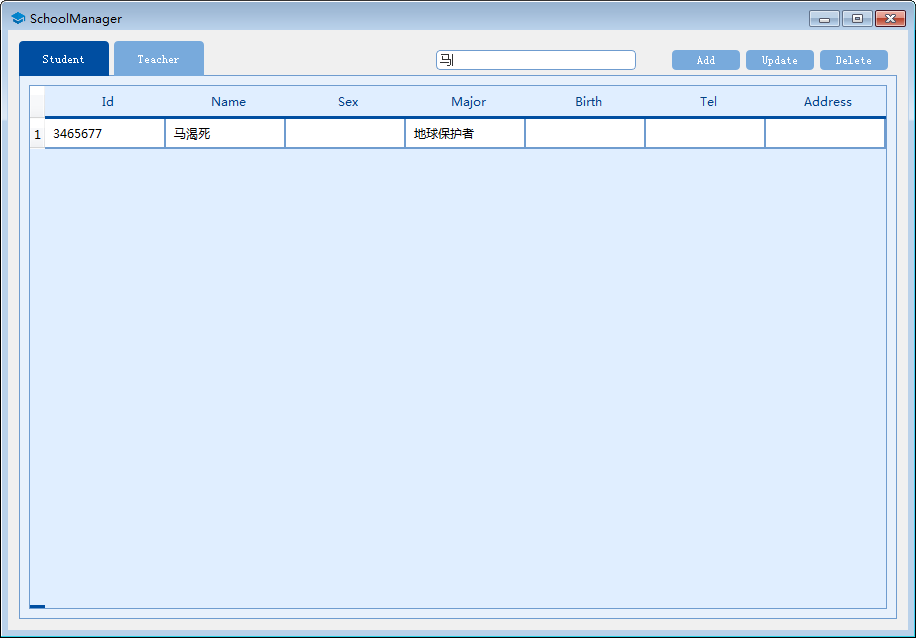 SchoolManager
Student Teacher 马 Add Update Delete
Id Name Sex Major Birth Tel Address
1 3465677 马渴死 地球保护者